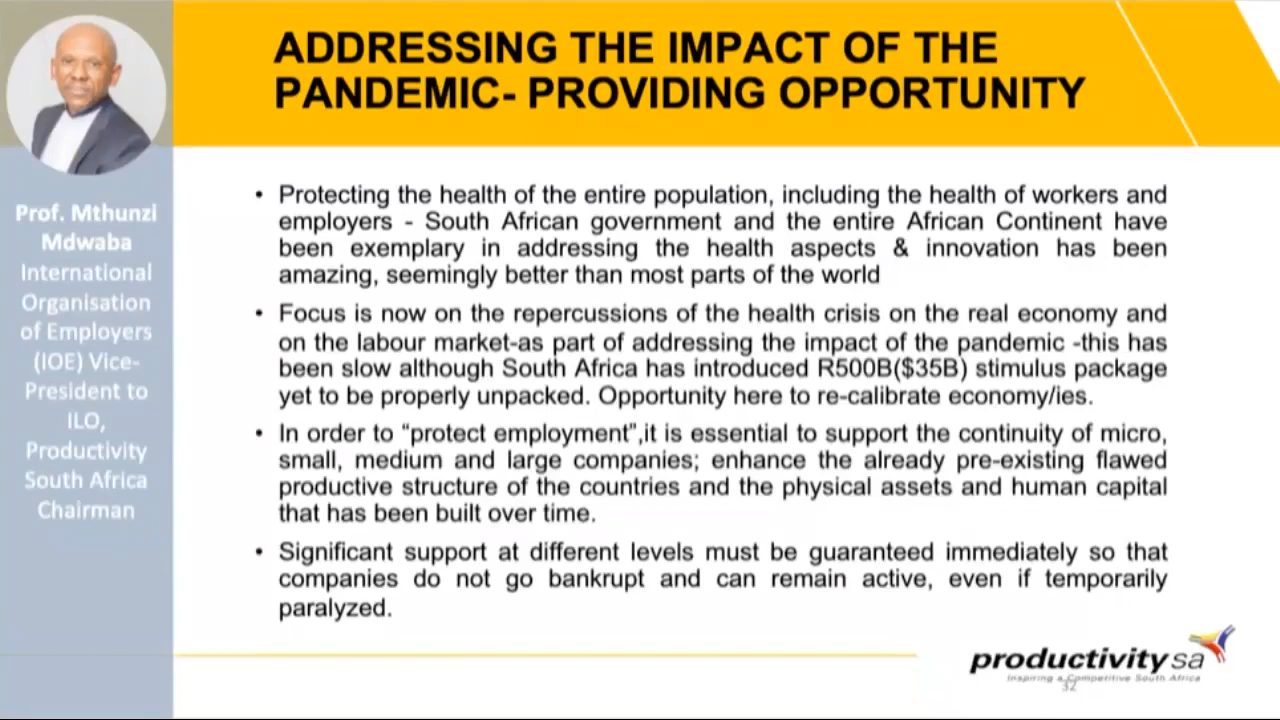 ADDRESSING THE IMPACT OF THE
PANDEMIC- PROVIDING OPPORTUNITY
Prof. Mthunzi
Mdwaba
International
Organisation
of Employers
(IOE) Vice-
President to
ILO,
Productivity
South Africa
Chairman
• Protecting the health of the entire population, including the health of workers and
employers - South African government and the entire African Continent have
been exemplary in addressing the health aspects & innovation has been
amazing, seemingly better than most parts of the world
• Focus is now on the repercussions of the health crisis on the real economy and
on the labour market-as part of addressing the impact of the pandemic -this has
been slow although South Africa has introduced R500B($35B) stimulus package
yet to be properly unpacked. Opportunity here to re-calibrate economy/ies.
• In order to “protect employment”,it is essential to support the continuity of micro,
small, medium and large companies; enhance the already pre-existing flawed
productive structure of the countries and the physical assets and human capital
that has been built over time.
• Significant support at different levels must be guaranteed immediately so that
companies do not go bankrupt and can remain active, even if temporarily
paralyzed.
productivity sa
Inspiring a Competitive South Africa
32